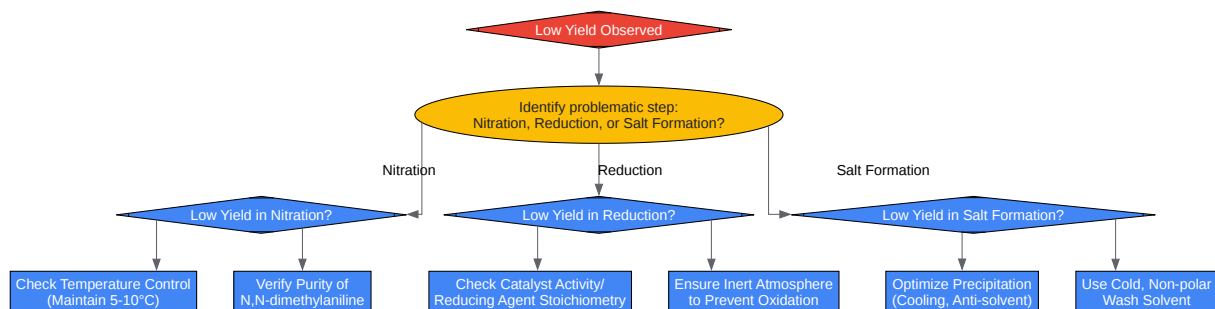 Low Yield Observed
Identify problematic step:
Nitration, Reduction, or Salt Formation?
Nitration
Reduction
Salt Formation
Low Yield in Nitration?
Low Yield in Reduction?
Low Yield in Salt Formation?
Check Temperature Control
(Maintain 5-10°C)
Verify Purity of
N,N-dimethylaniline
Check Catalyst Activity/
Reducing Agent Stoichiometry
Ensure Inert Atmosphere
to Prevent Oxidation
Optimize Precipitation
(Cooling, Anti-solvent)
Use Cold, Non-polar
Wash Solvent